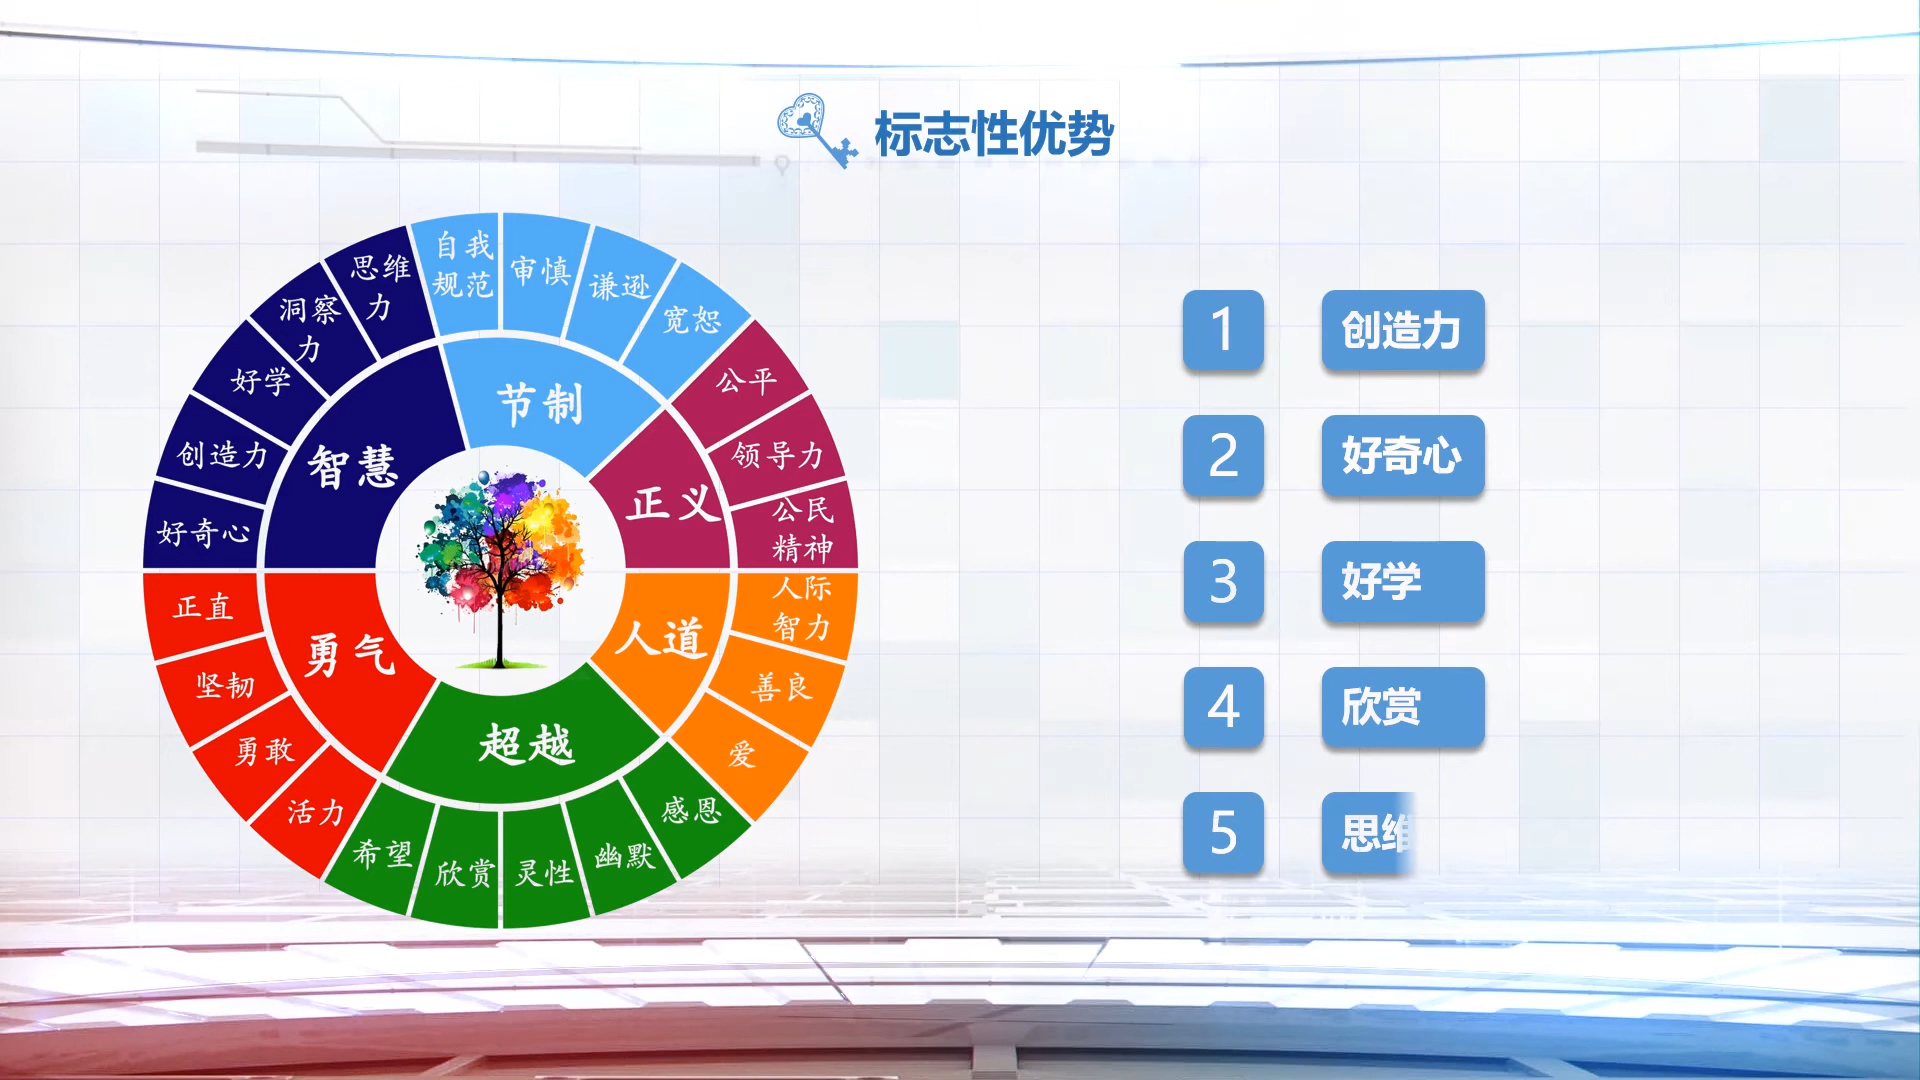 标志性优势
自我
规范
审慎
谦逊
宽恕
思维
力
洞察
力
好学
创造力
好奇心
公平
领导力
公民
精神
节制
智慧
正义
人际
智力
善良
爱
人道
正直
坚韧
勇敢
活力
勇气
超越
希望
欣赏
灵性
幽默
感恩
1
创造力
2
好奇心
3
好学
4
欣赏
5
思维